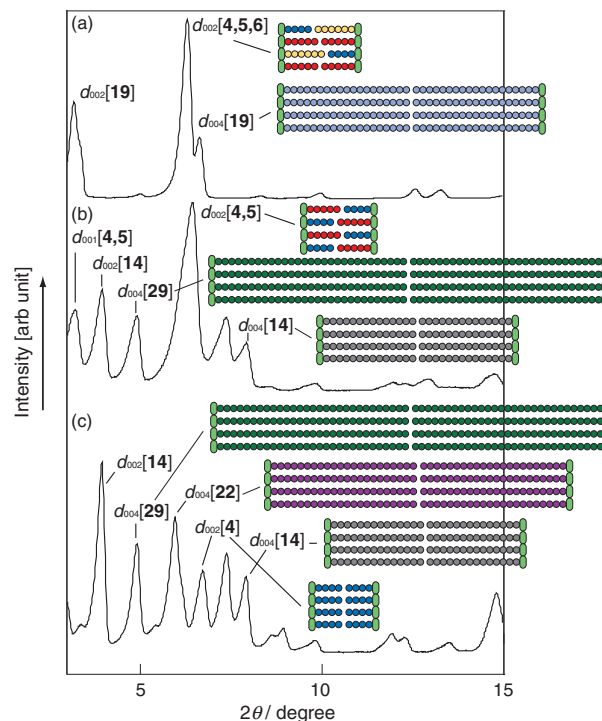 (a)
d002[4,5,6]
d002[19]
d004[19]
(b)
d002[4,5]
d001[4,5]
d002[14]
d004[29]
d004[14]
Intensity [arb unit]
(c)
d002[14]
d004[29]
d004[22]
d002[4]
d004[14]
5 10 15
2θ / degree